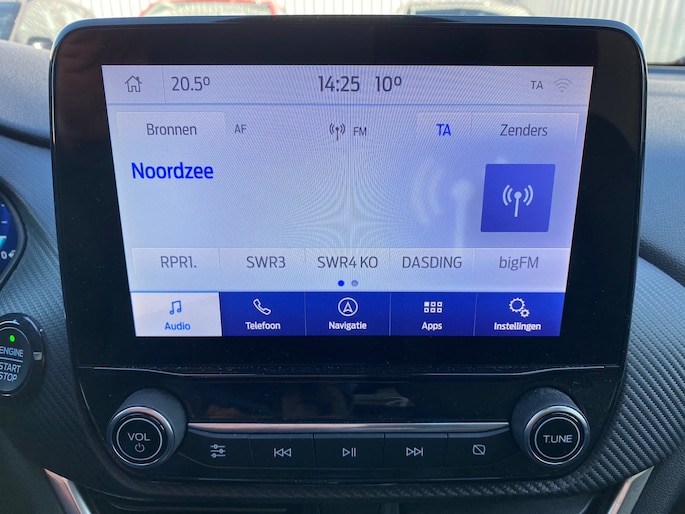 20.5° 14:25 10° TA
Bronnen AF FM TA Zenders
Noordzee
RPR1. SWR3 SWR4 KO DASDING bigFM
Audio Telefoon Navigatie Apps Instellingen
ENGINE
START
STOP
VOL TUNE